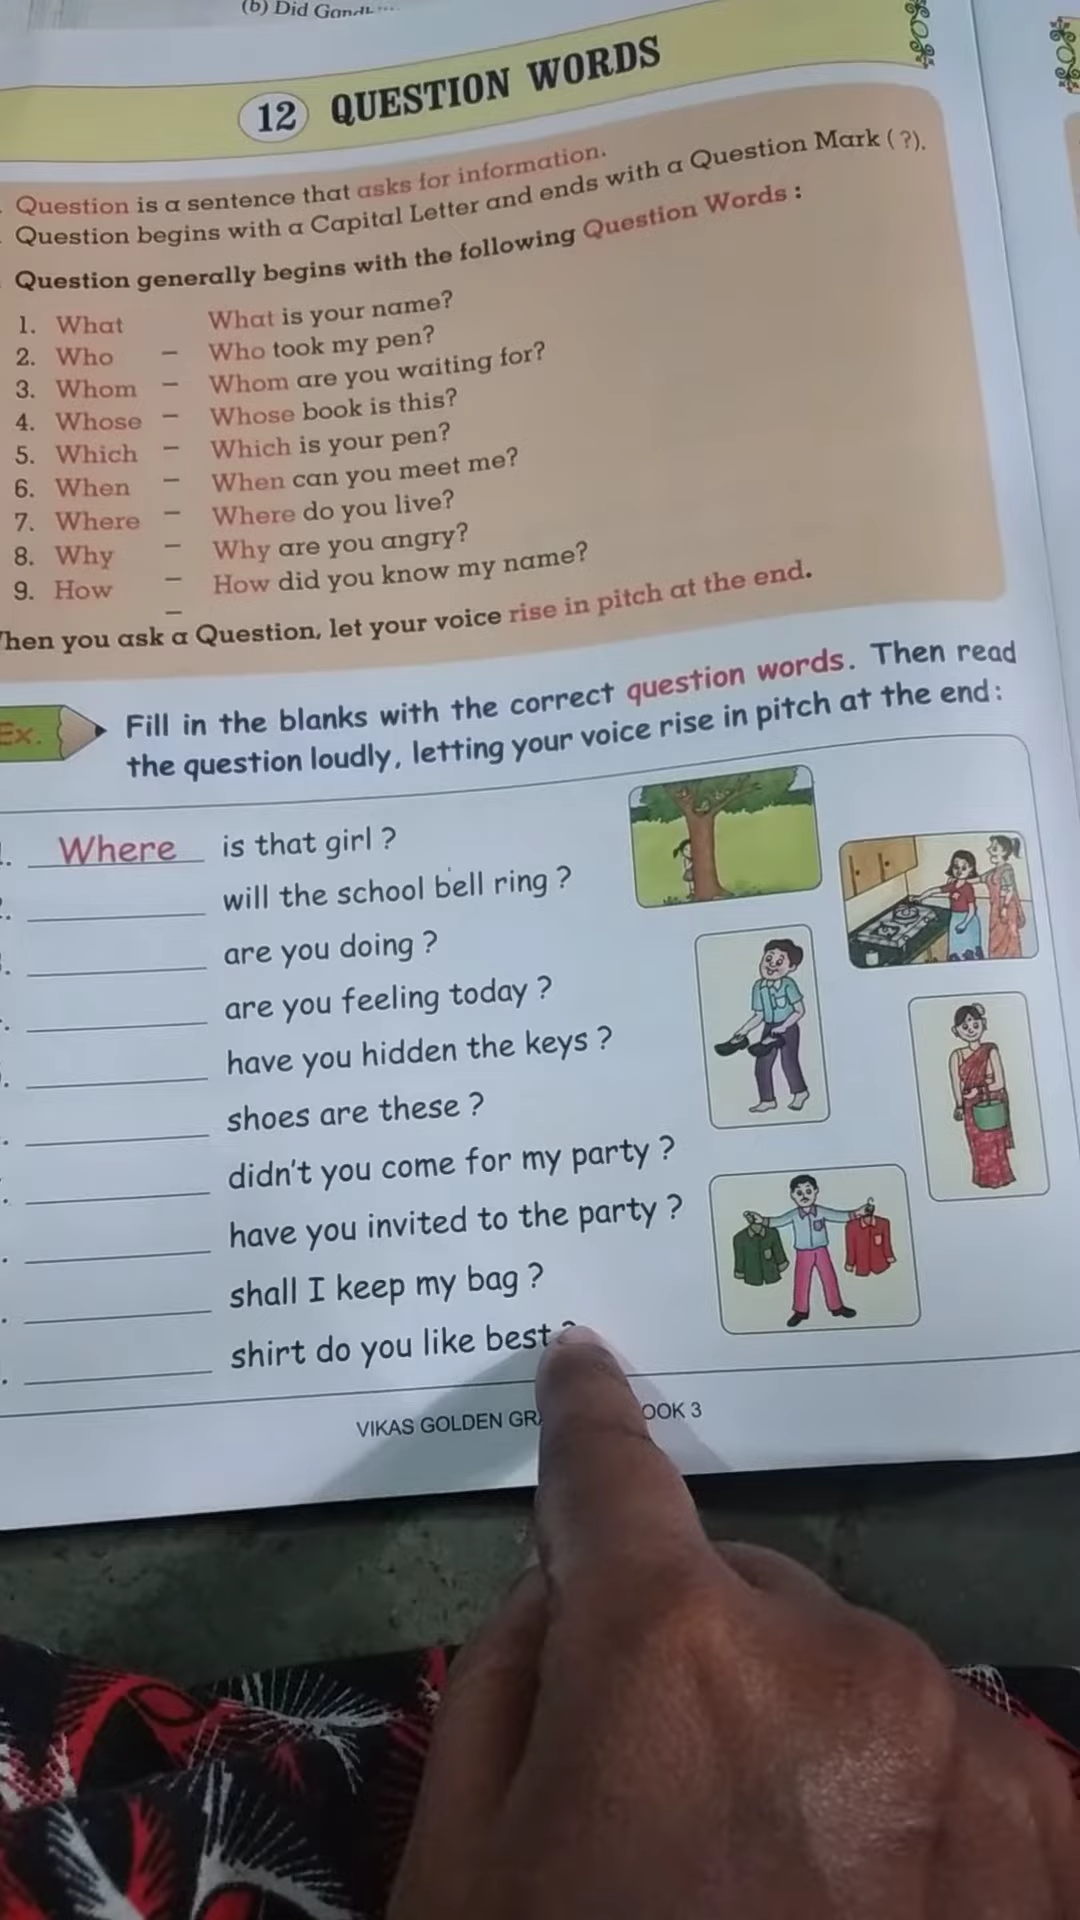 (b) Did
12 QUESTION WORDS
Question is a sentence that asks for information.
Question begins with a Capital Letter and ends with a Question Mark (?).
Question generally begins with the following Question Words :
1. What What is your name?
2. Who – Who took my pen?
3. Whom – Whom are you waiting for?
4. Whose – Whose book is this?
5. Which – Which is your pen?
6. When – When can you meet me?
7. Where – Where do you live?
8. Why – Why are you angry?
9. How – How did you know my name?
–
hen you ask a Question, let your voice rise in pitch at the end.
Ex. Fill in the blanks with the correct question words. Then read
the question loudly, letting your voice rise in pitch at the end:
Where is that girl ?
will the school bell ring ?
are you doing ?
are you feeling today ?
have you hidden the keys ?
shoes are these ?
didn't you come for my party ?
have you invited to the party ?
shall I keep my bag ?
shirt do you like best ?
VIKAS GOLDEN GR OOK 3